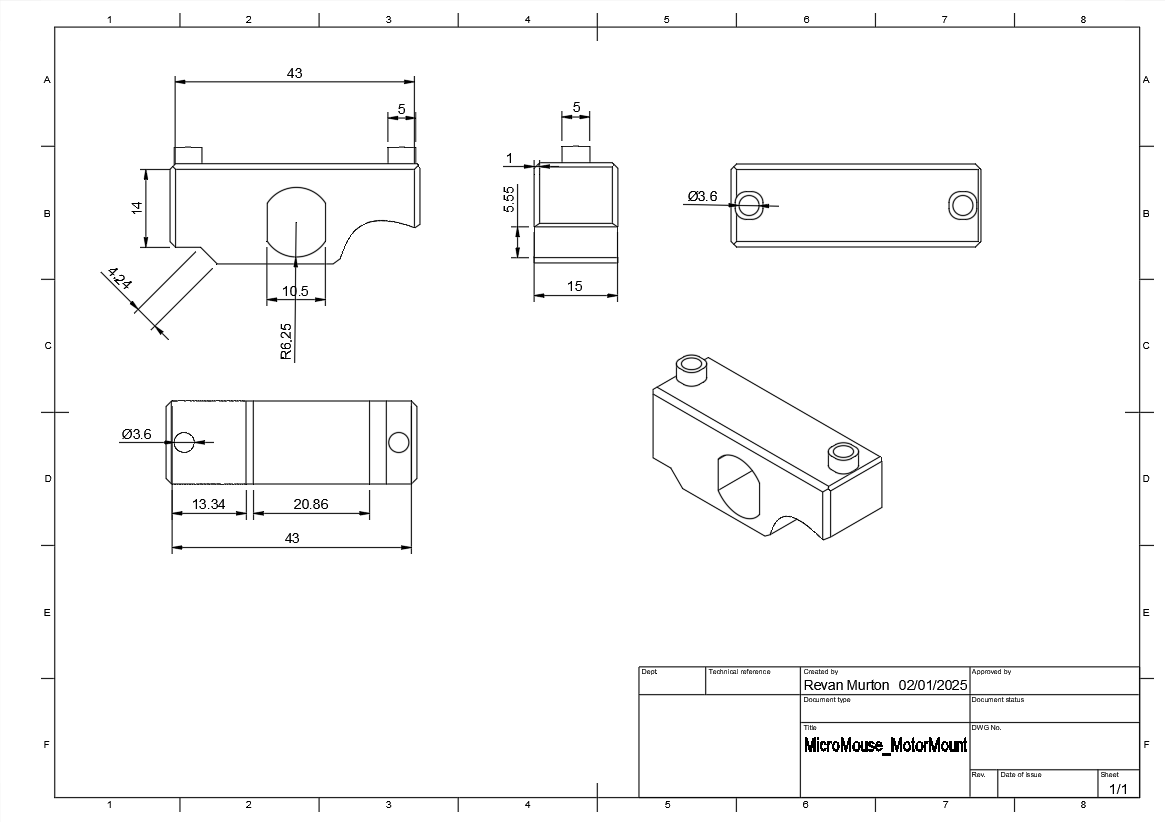 1 2 3 4 5 6 7 8
A A
43
5
5
1
14
5.55
Ø3.6
B B
4.24
10.5
15
R6.25
C C
Ø3.6
D D
13.34 20.86
43
E E
Dept. Technical reference Created by Approved by
Revan Murton 02/01/2025
Document type Document status
Title DWG No.
MicroMouse_MotorMount
F F
Rev. Date of issue Sheet
1/1
1 2 3 4 5 6 7 8